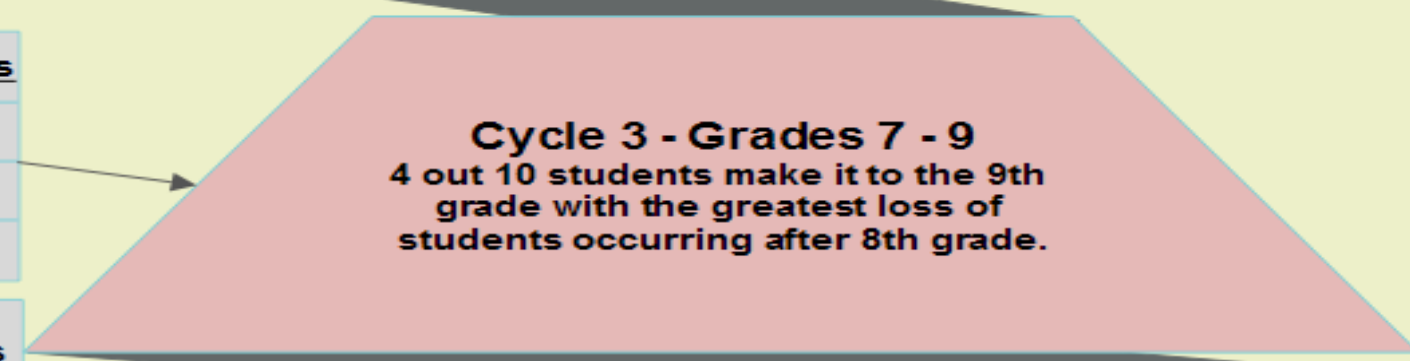 Cycle 3 - Grades 7 - 9
4 out 10 students make it to the 9th
grade with the greatest loss of
students occurring after 8th grade.